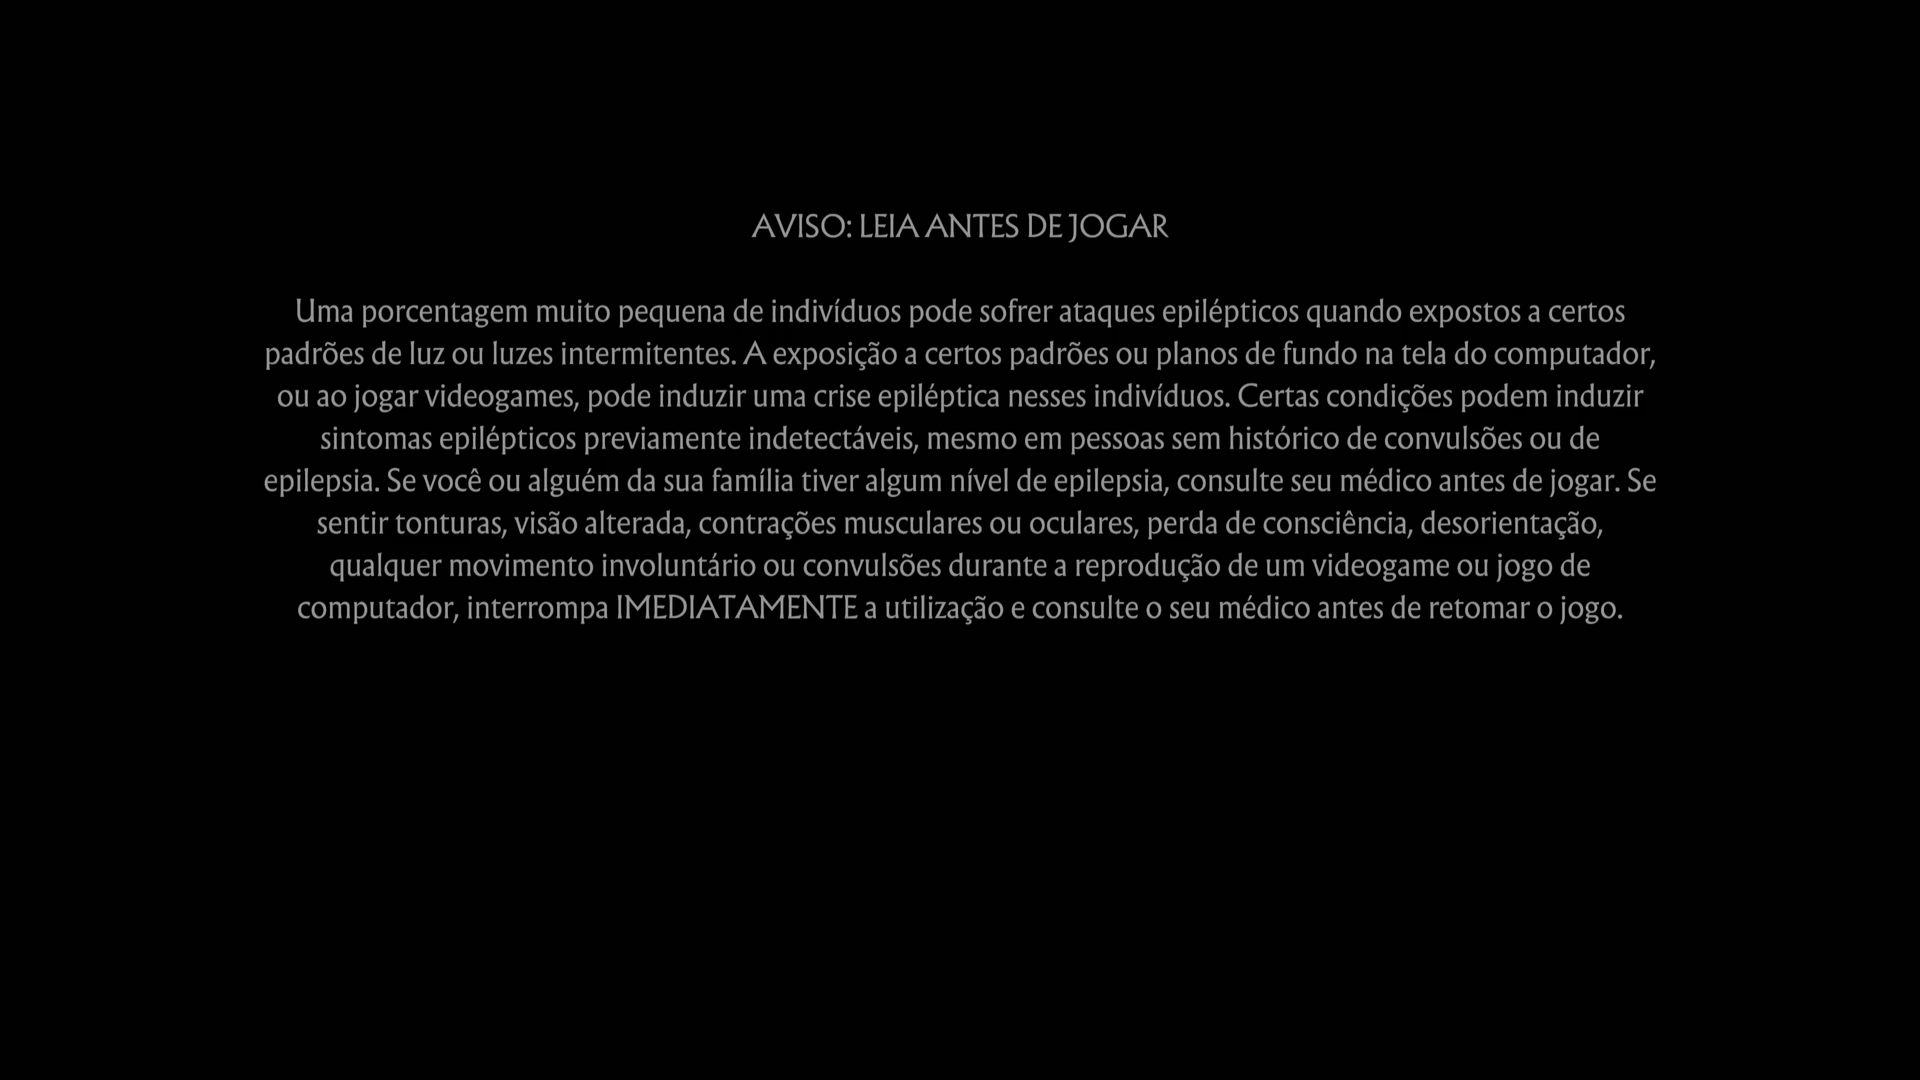 AVISO: LEIA ANTES DE JOGAR
Uma porcentagem muito pequena de indivíduos pode sofrer ataques epilépticos quando expostos a certos
padrões de luz ou luzes intermitentes. A exposição a certos padrões ou planos de fundo na tela do computador,
ou ao jogar videogames, pode induzir uma crise epiléptica nesses indivíduos. Certas condições podem induzir
sintomas epilépticos previamente indetectáveis, mesmo em pessoas sem histórico de convulsões ou de
epilepsia. Se você ou alguém da sua família tiver algum nível de epilepsia, consulte seu médico antes de jogar. Se
sentir tonturas, visão alterada, contrações musculares ou oculares, perda de consciência, desorientação,
qualquer movimento involuntário ou convulsões durante a reprodução de um videogame ou jogo de
computador, interrompa IMEDIATAMENTE a utilização e consulte o seu médico antes de retomar o jogo.